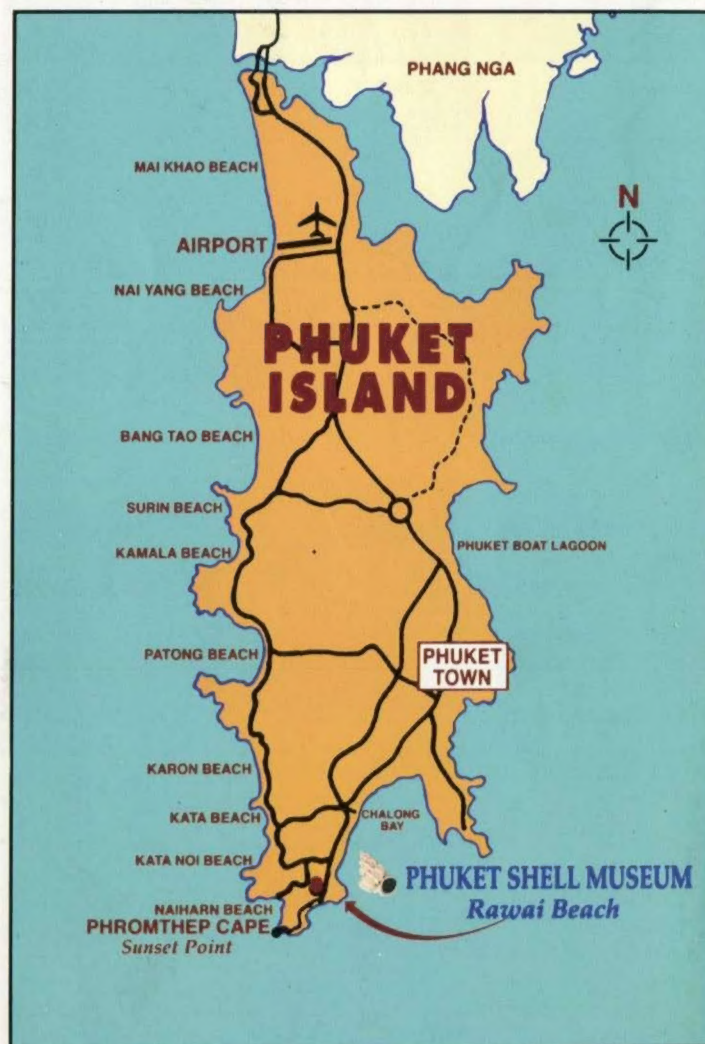 PHANG NGA
MAI KHAO BEACH
N
AIRPORT
NAI YANG BEACH
PHUKET
ISLAND
BANG TAO BEACH
SURIN BEACH
KAMALA BEACH
PHUKET BOAT LAGOON
PATONG BEACH
PHUKET
TOWN
KARON BEACH
KATA BEACH
CHALONG
BAY
KATA NOI BEACH
PHUKET SHELL MUSEUM
Rawai Beach
NAIHARN BEACH
PHROMTHEP CAPE
Sunset Point